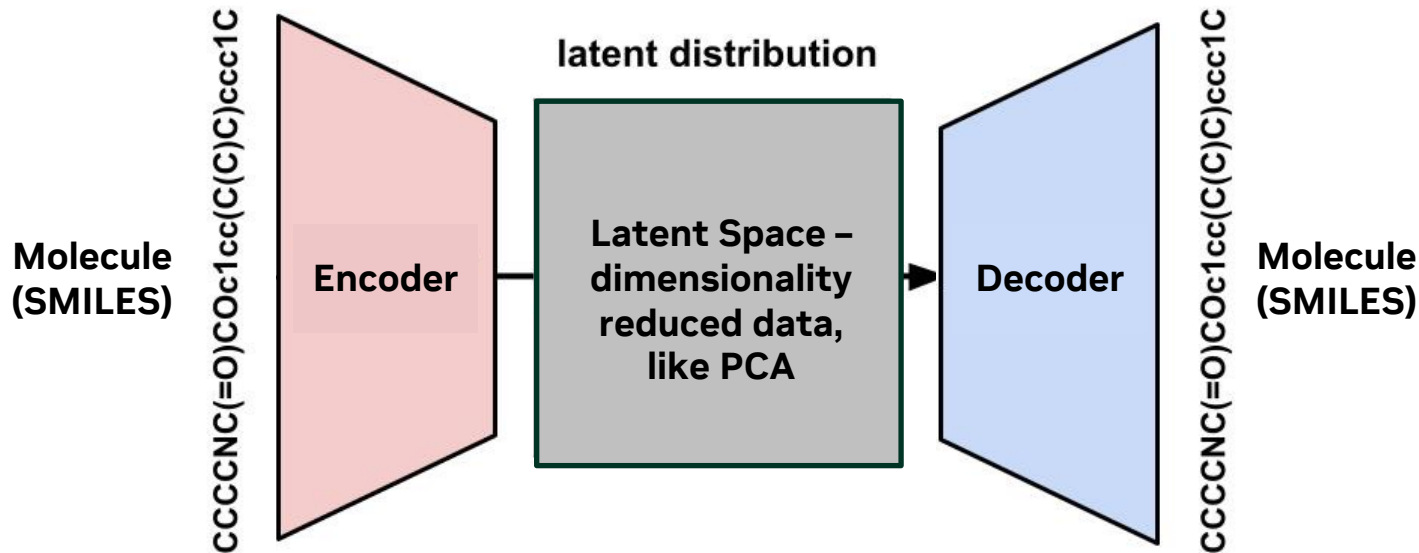 Molecule
(SMILES)
CCCCNC(=O)COc1cc(C(C)C)ccc1C
Encoder
latent distribution
Latent Space –
dimensionality
reduced data,
like PCA
Decoder
CCCCNC(=O)COc1cc(C(C)C)ccc1C
Molecule
(SMILES)